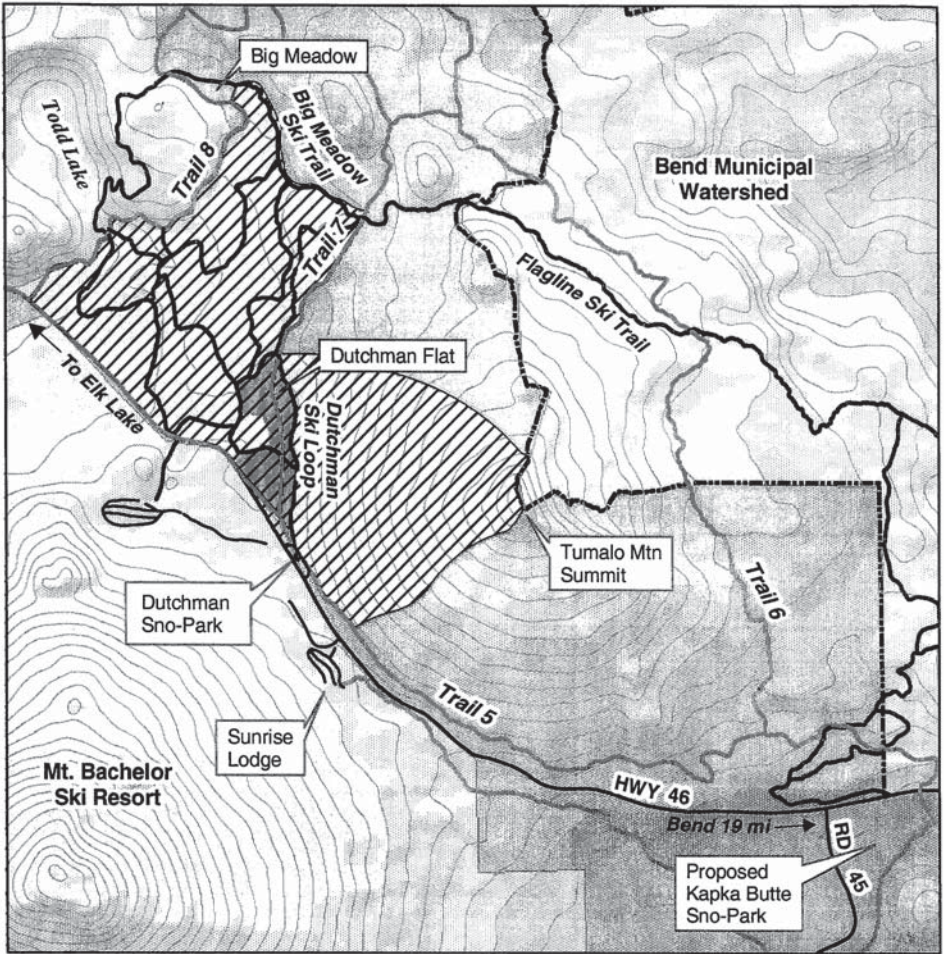 Big Meadow
Todd Lake
Trail 8
Big Meadow
Ski Trail
Bend Municipal
Watershed
Trail 7
Flagline Ski Trail
To Elk Lake
Dutchman Flat
Dutchman
Ski Loop
Tumalo Mtn
Summit
Dutchman
Sno-Park
Trail 6
Trail 5
Sunrise
Lodge
Mt. Bachelor
Ski Resort
HWY 46
Bend 19 mi
RD 45
Proposed
Kapka Butte
Sno-Park